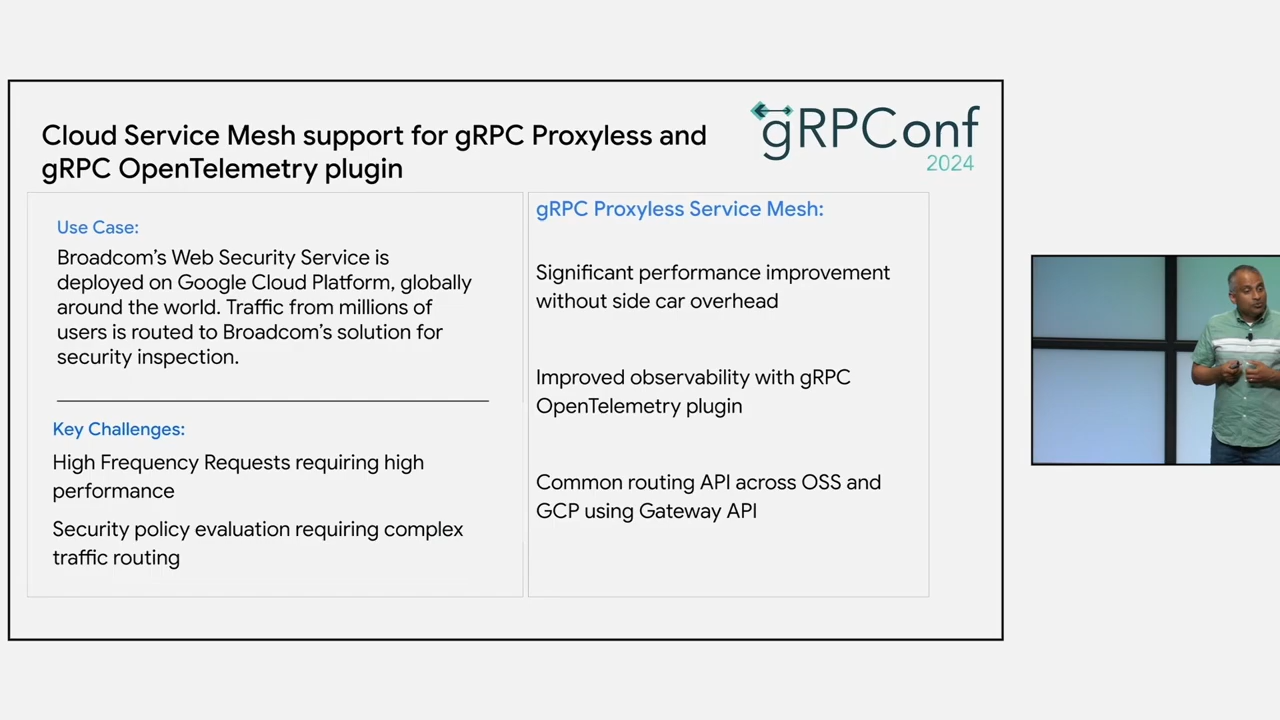 Cloud Service Mesh support for gRPC Proxyless and
gRPC OpenTelemetry plugin
gRPConf
2024
Use Case:
Broadcom's Web Security Service is
deployed on Google Cloud Platform, globally
around the world. Traffic from millions of
users is routed to Broadcom's solution for
security inspection.
Key Challenges:
High Frequency Requests requiring high
performance
Security policy evaluation requiring complex
traffic routing
gRPC Proxyless Service Mesh:
Significant performance improvement
without side car overhead
Improved observability with gRPC
OpenTelemetry plugin
Common routing API across OSS and
GCP using Gateway API